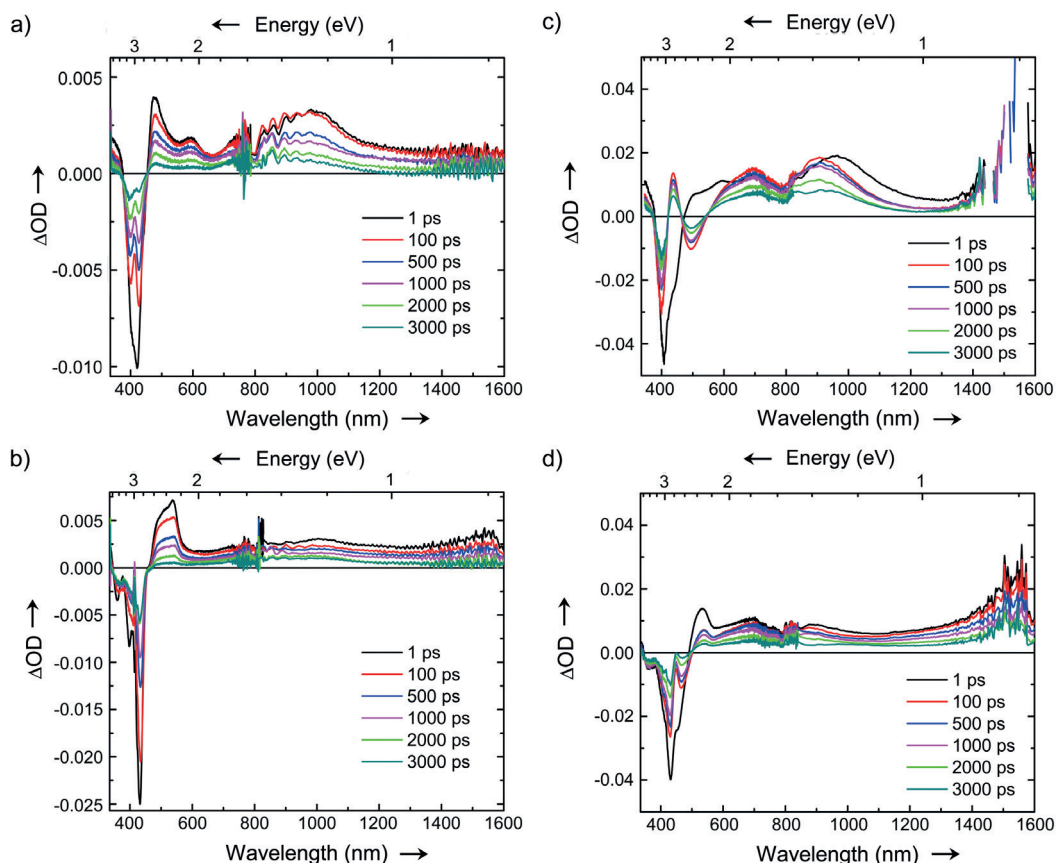 a)
← Energy (eV)
3 2 1
0.005
0.000
-0.005
-0.010
ΔOD →
1 ps
100 ps
500 ps
1000 ps
2000 ps
3000 ps
400 600 800 1000 1200 1400 1600
Wavelength (nm) →
c)
← Energy (eV)
3 2 1
0.04
0.02
0.00
-0.02
-0.04
ΔOD →
1 ps
100 ps
500 ps
1000 ps
2000 ps
3000 ps
400 600 800 1000 1200 1400 1600
Wavelength (nm) →
b)
← Energy (eV)
3 2 1
0.005
0.000
-0.005
-0.010
-0.015
-0.020
-0.025
ΔOD →
1 ps
100 ps
500 ps
1000 ps
2000 ps
3000 ps
400 600 800 1000 1200 1400 1600
Wavelength (nm) →
d)
← Energy (eV)
3 2 1
0.04
0.02
0.00
-0.02
-0.04
ΔOD →
1 ps
100 ps
500 ps
1000 ps
2000 ps
3000 ps
400 600 800 1000 1200 1400 1600
Wavelength (nm) →